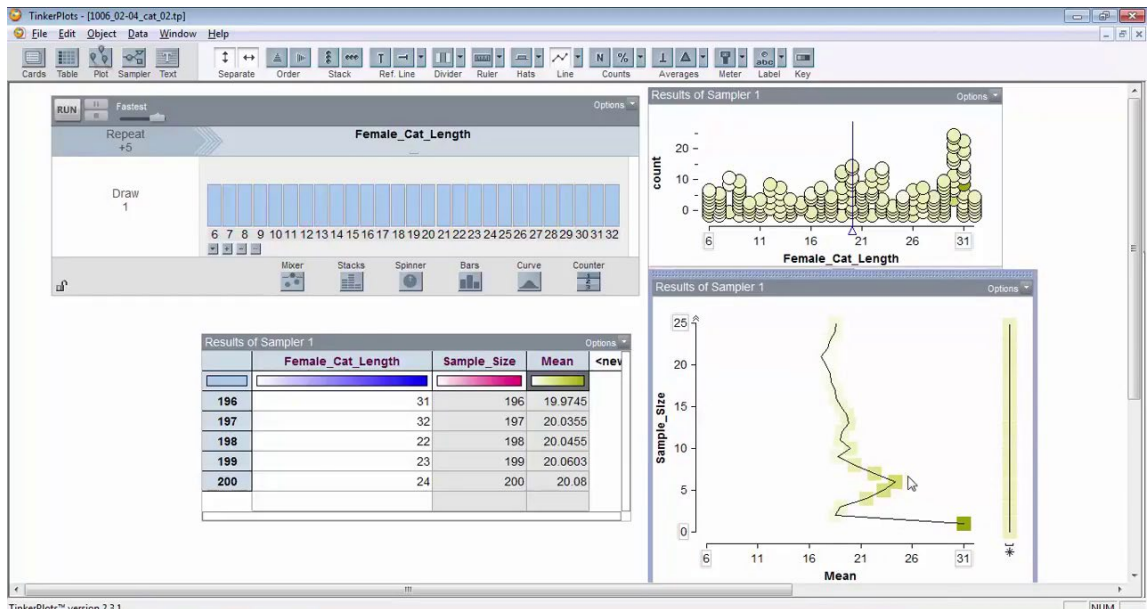 TinkerPlots - [1006_02-04_cat_02.tp]
File Edit Object Data Window Help
Cards Table Plot Sampler Text Separate Order Stack Ref. Line Divider Ruler Hats Line Counts Averages Meter Label Key
RUN Fastest Options
Repeat
+5
Female_Cat_Length
Draw
1
6 7 8 9 10 11 12 13 14 15 16 17 18 19 20 21 22 23 24 25 26 27 28 29 30 31 32
Mixer Stacks Spinner Bars Curve Counter
Results of Sampler 1 Options
count
20
10
0
6 11 16 21 26 31
Female_Cat_Length
Results of Sampler 1 Options
Female_Cat_Length Sample_Size Mean <new
196 31 196 19.9745
197 32 197 20.0355
198 22 198 20.0455
199 23 199 20.0603
200 24 200 20.08
Results of Sampler 1 Options
Sample_Size
25
20
15
10
5
0
6 11 16 21 26 31
Mean
TinkerPlots™ version 2.3.1
NUM